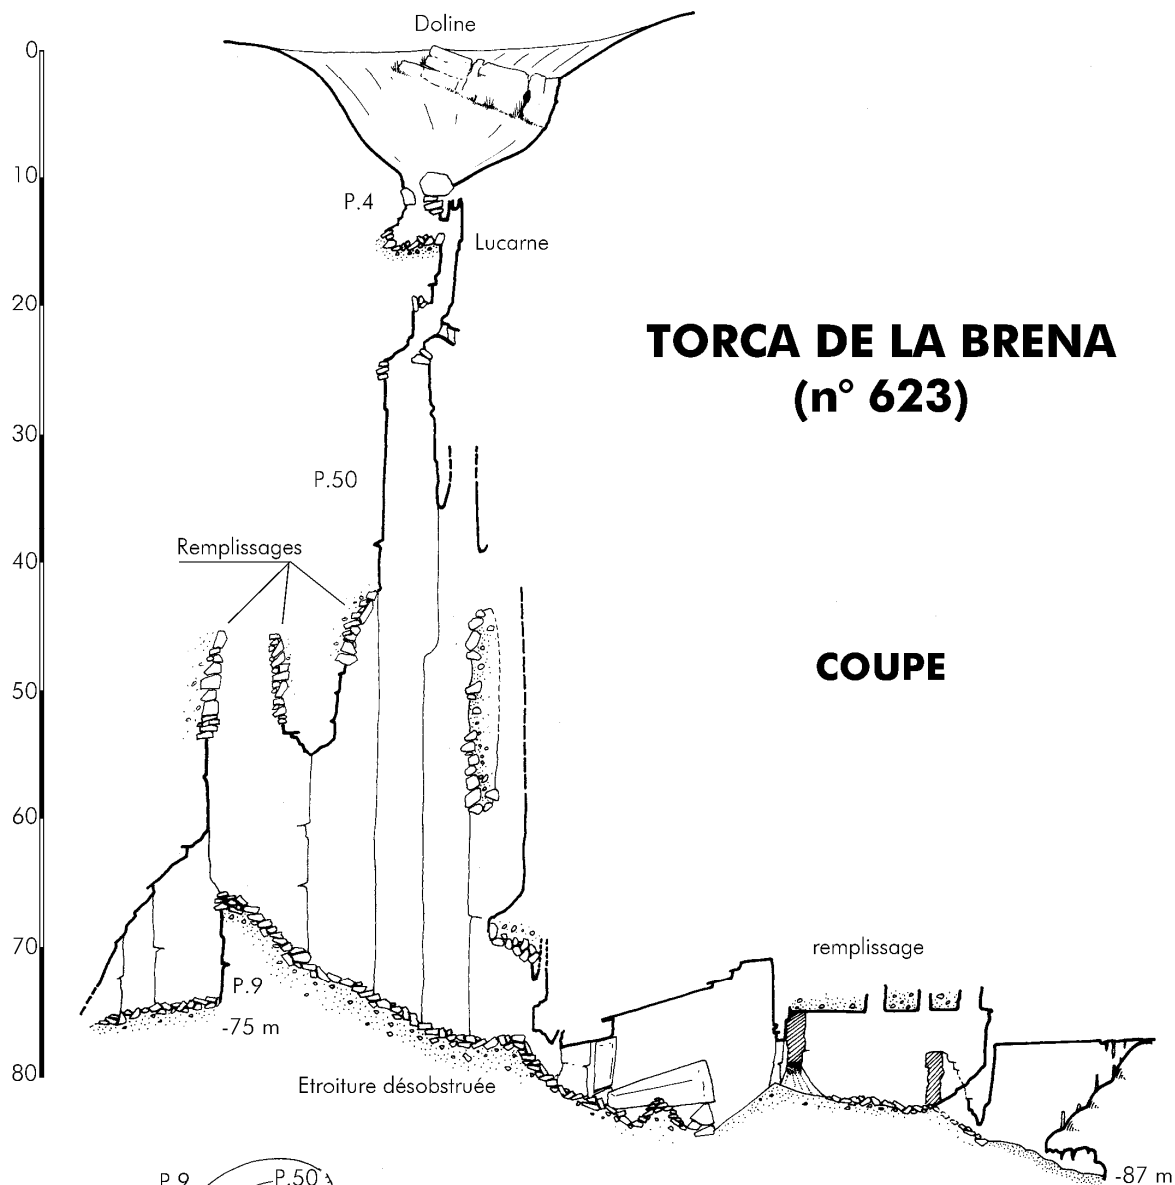 Doline
0
10
P.4
Lucarne
20
TORCA DE LA BRENA
(n° 623)
30
P.50
Remplissages
40
COUPE
50
60
70
remplissage
P.9
-75 m
80
Etroiture désobstruée
-87 m
P.9
P.50